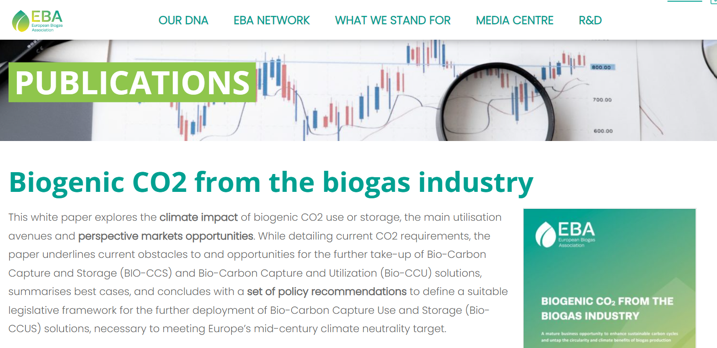 EBA
European Biogas
Association
OUR DNA
EBA NETWORK
WHAT WE STAND FOR
MEDIA CENTRE
R&D
PUBLICATIONS
800.00
700.00
600.00
Biogenic CO2 from the biogas industry
This white paper explores the climate impact of biogenic CO2 use or storage, the main utilisation
avenues and perspective markets opportunities. While detailing current CO2 requirements, the
paper underlines current obstacles to and opportunities for the further take-up of Bio-Carbon
Capture and Storage (BIO-CCS) and Bio-Carbon Capture and Utilization (Bio-CCU) solutions,
summarises best cases, and concludes with a set of policy recommendations to define a suitable
legislative framework for the further deployment of Bio-Carbon Capture Use and Storage (Bio-
CCUS) solutions, necessary to meeting Europe's mid-century climate neutrality target.
EBA
European Biogas
Association
BIOGENIC CO₂ FROM THE
BIOGAS INDUSTRY
A mature business opportunity to enhance sustainable carbon cycles
and untap the circularity and climate benefits of biogas production